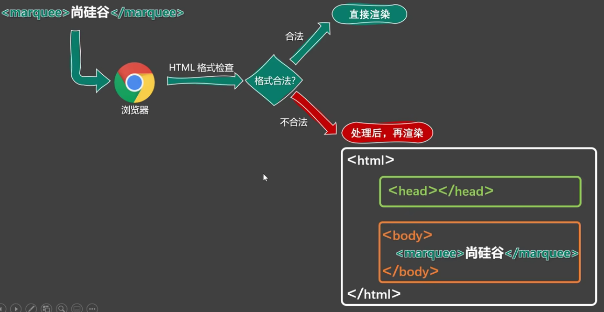 <marquee>尚硅谷</marquee>
浏览器
HTML 格式检查
格式合法?
合法
直接渲染
不合法
处理后，再渲染
<html>
<head></head>
<body>
<marquee>尚硅谷</marquee>
</body>
</html>